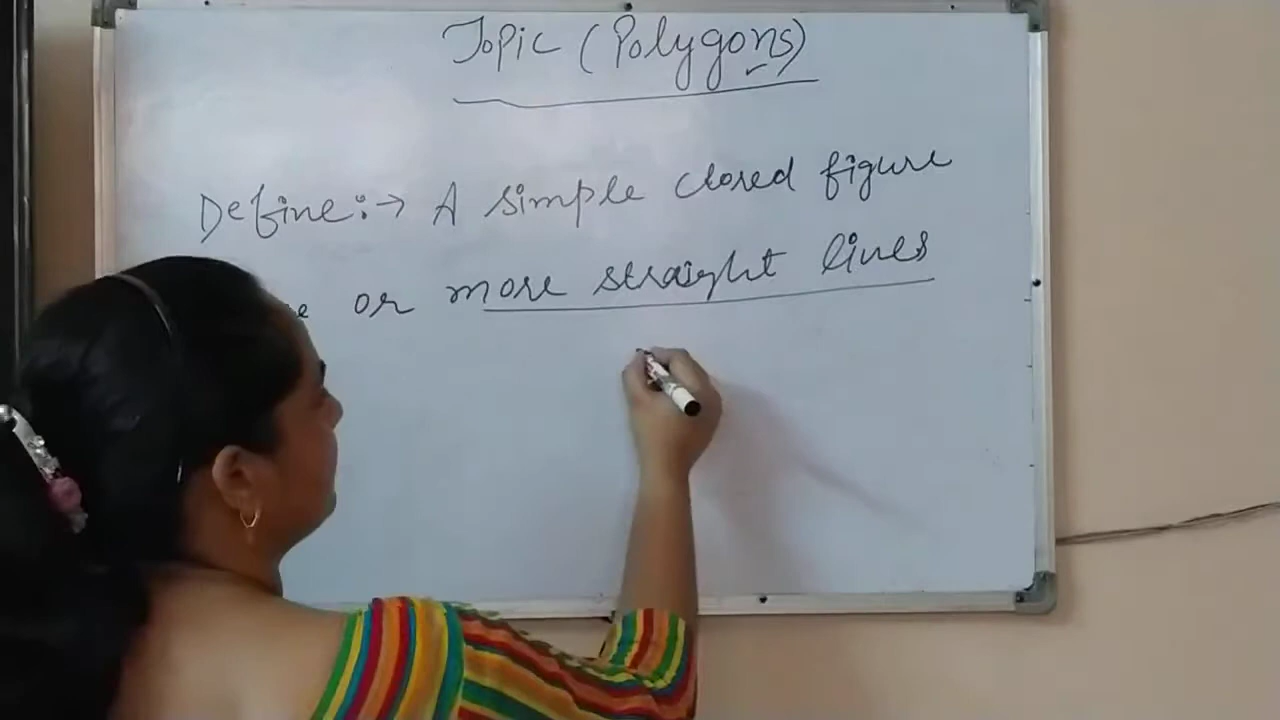 Topic (Polygons)
Define:→ A simple closed figure
or more straight lines